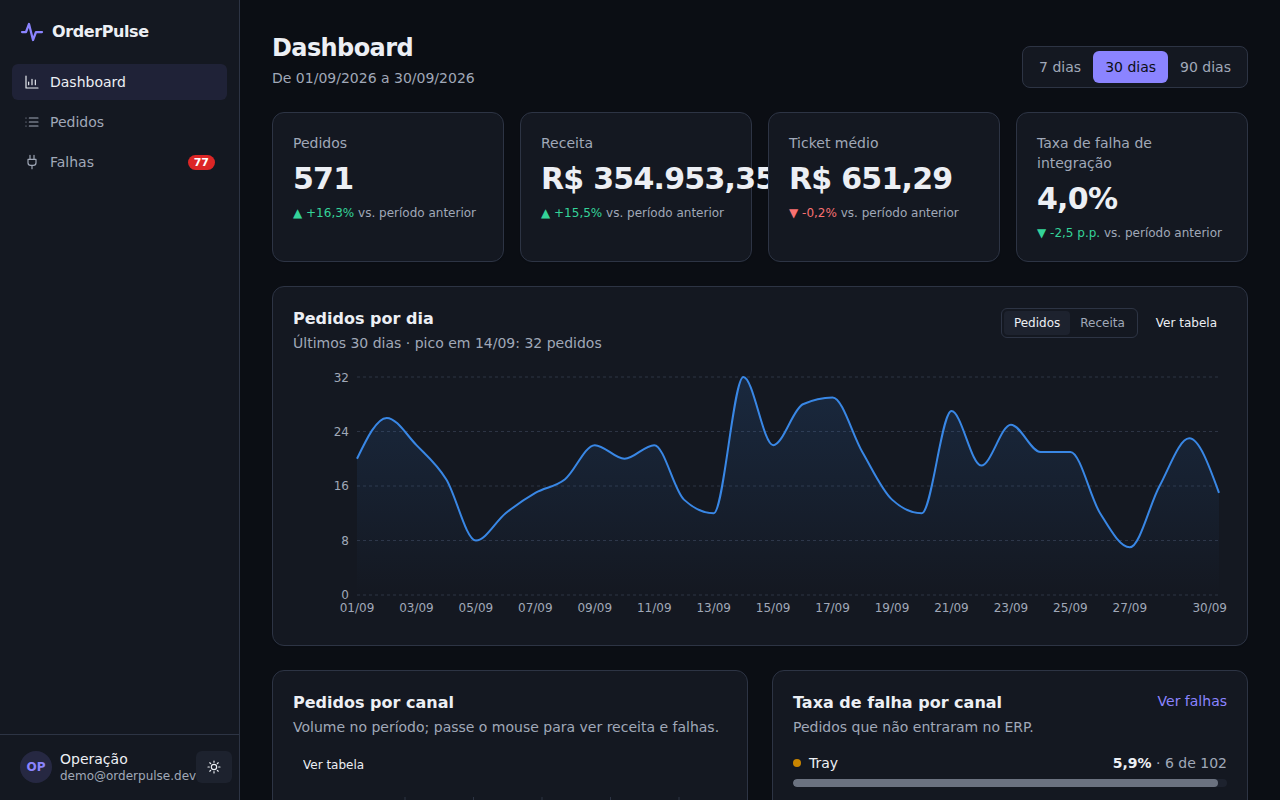 OrderPulse
Dashboard
Pedidos
Falhas 77
Operação
demo@orderpulse.dev
OP
Dashboard
De 01/09/2026 a 30/09/2026
7 dias 30 dias 90 dias
Pedidos
571
▲ +16,3% vs. período anterior
Receita
R$ 354.953,35
▲ +15,5% vs. período anterior
Ticket médio
R$ 651,29
▼ -0,2% vs. período anterior
Taxa de falha de
integração
4,0%
▼ -2,5 p.p. vs. período anterior
Pedidos por dia
Últimos 30 dias · pico em 14/09: 32 pedidos
Pedidos Receita Ver tabela
32
24
16
8
0
01/09 03/09 05/09 07/09 09/09 11/09 13/09 15/09 17/09 19/09 21/09 23/09 25/09 27/09 30/09
Pedidos por canal
Volume no período; passe o mouse para ver receita e falhas.
Ver tabela
Taxa de falha por canal
Ver falhas
Pedidos que não entraram no ERP.
Tray 5,9% · 6 de 102